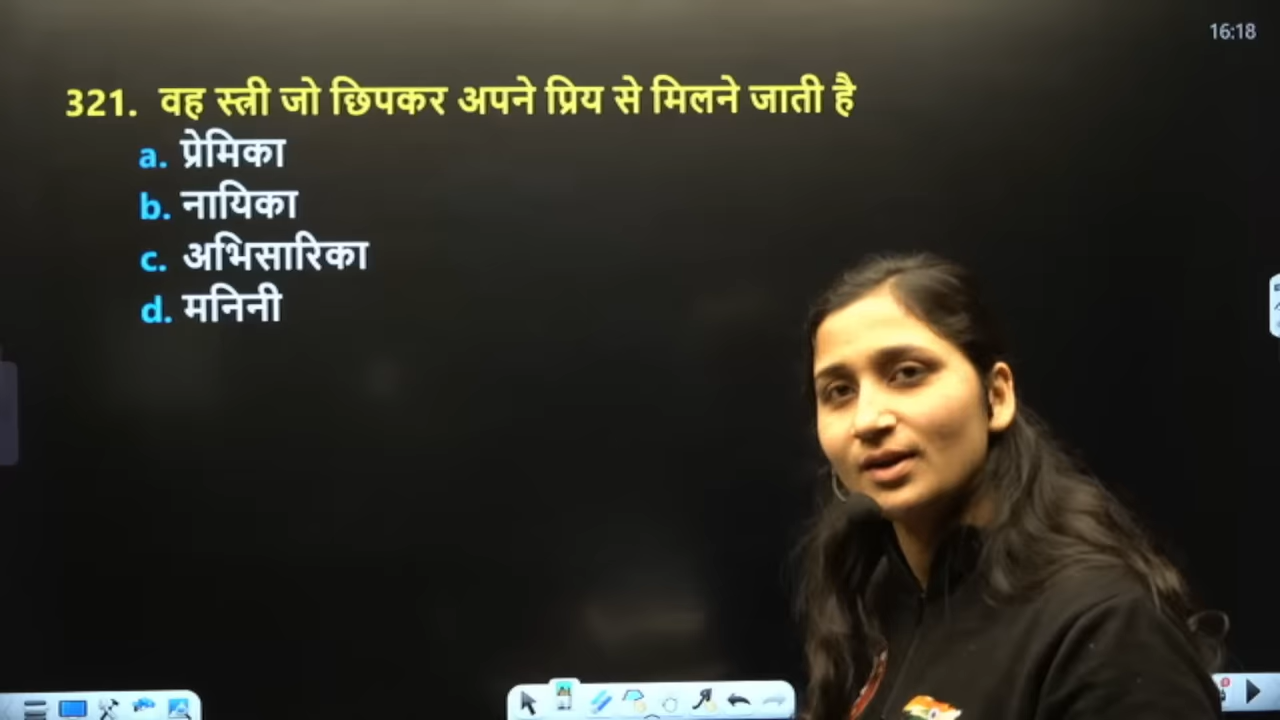 16:18
321. वह स्त्री जो छिपकर अपने प्रिय से मिलने जाती है
a. प्रेमिका
b. नायिका
c. अभिसारिका
d. मनिनी